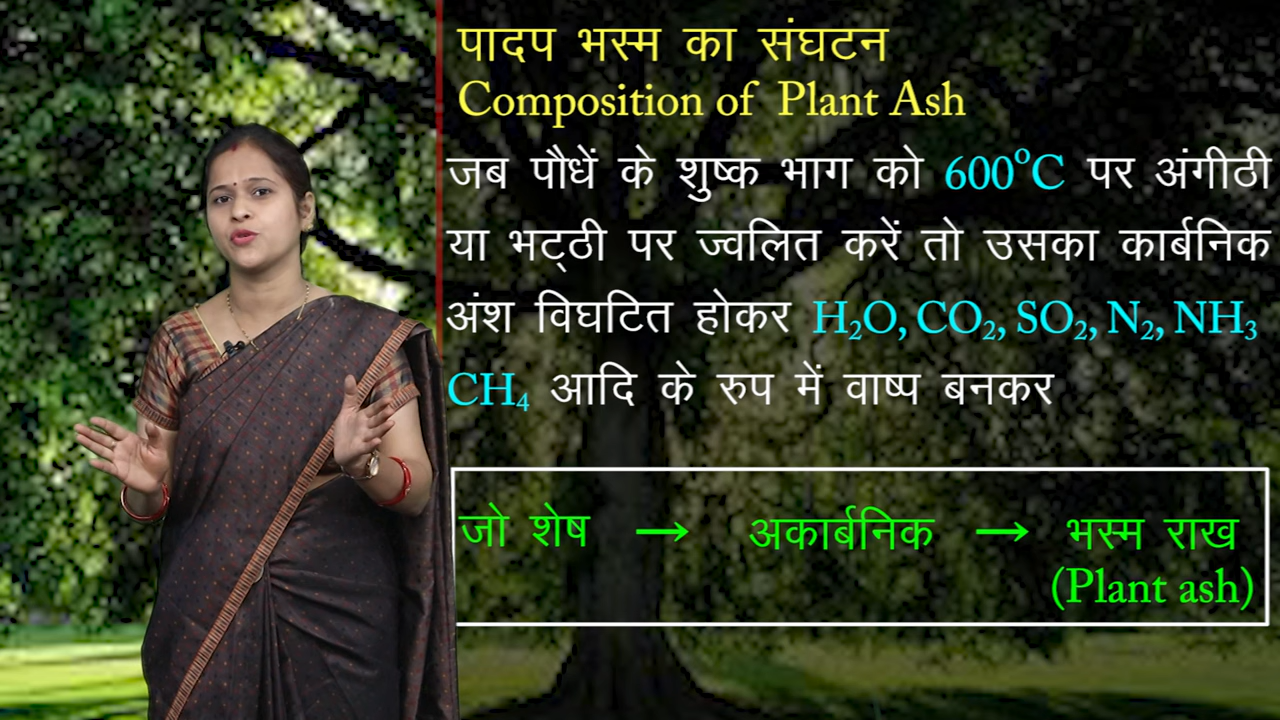 पादप भस्म का संघटन
Composition of Plant Ash
जब पौधें के शुष्क भाग को 600°C पर अंगीठी
या भट्ठी पर ज्वलित करें तो उसका कार्बनिक
अंश विघटित होकर H₂O, CO₂, SO₂, N₂, NH₃
CH₄ आदि के रुप में वाष्प बनकर
जो शेष → अकार्बनिक → भस्म राख
(Plant ash)